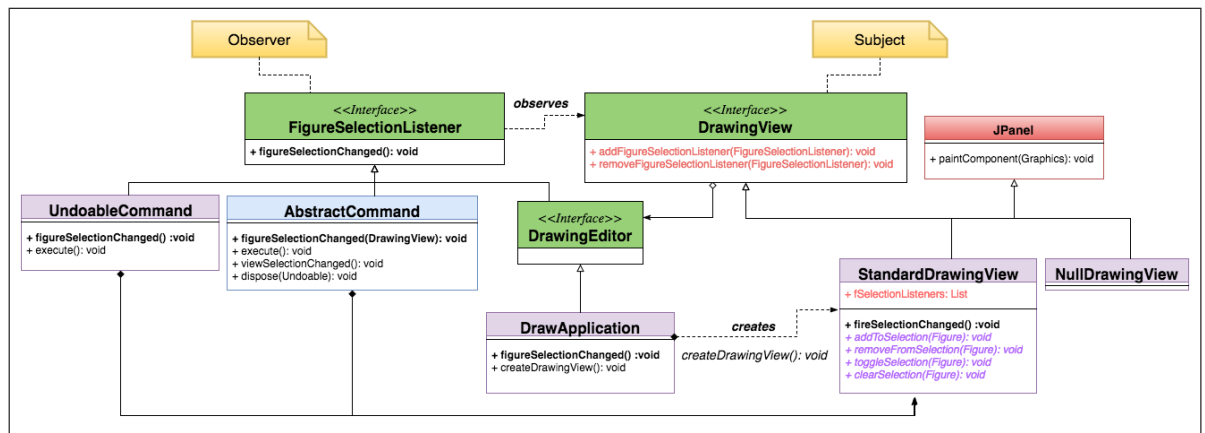 Observer
Subject
<<Interface>>
FigureSelectionListener
+ figureSelectionChanged(): void
observes
<<Interface>>
DrawingView
+ addFigureSelectionListener(FigureSelectionListener): void
+ removeFigureSelectionListener(FigureSelectionListener): void
JPanel
+ paintComponent(Graphics): void
UndoableCommand
+ figureSelectionChanged() :void
+ execute(): void
AbstractCommand
+ figureSelectionChanged(DrawingView): void
+ execute(): void
+ viewSelectionChanged(): void
+ dispose(Undoable): void
<<Interface>>
DrawingEditor
StandardDrawingView
+ fSelectionListeners: List
+ fireSelectionChanged() :void
+ addToSelection(Figure): void
+ removeFromSelection(Figure): void
+ toggleSelection(Figure): void
+ clearSelection(Figure): void
NullDrawingView
DrawApplication
+ figureSelectionChanged() :void
+ createDrawingView(): void
creates
createDrawingView(): void